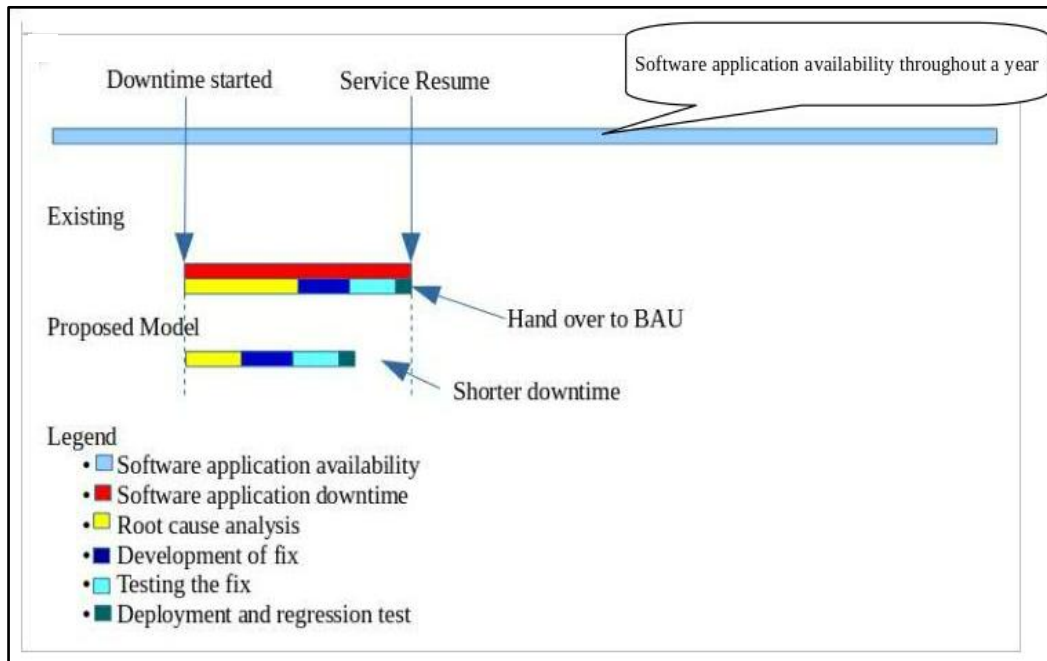 Software application availability throughout a year
Downtime started
Service Resume
Existing
Hand over to BAU
Proposed Model
Shorter downtime
Legend
• Software application availability
• Software application downtime
• Root cause analysis
• Development of fix
• Testing the fix
• Deployment and regression test